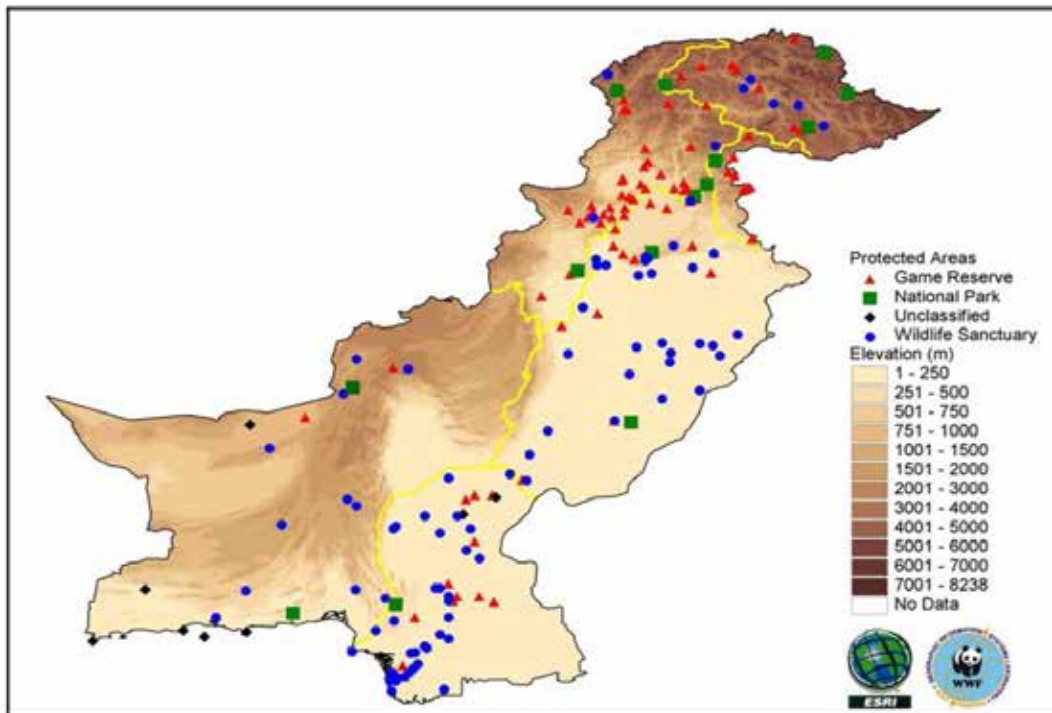 Protected Areas
Game Reserve
National Park
Unclassified
Wildlife Sanctuary
Elevation (m)
1 - 250
251 - 500
501 - 750
751 - 1000
1001 - 1500
1501 - 2000
2001 - 3000
3001 - 4000
4001 - 5000
5001 - 6000
6001 - 7000
7001 - 8238
No Data
ESRI
WWF